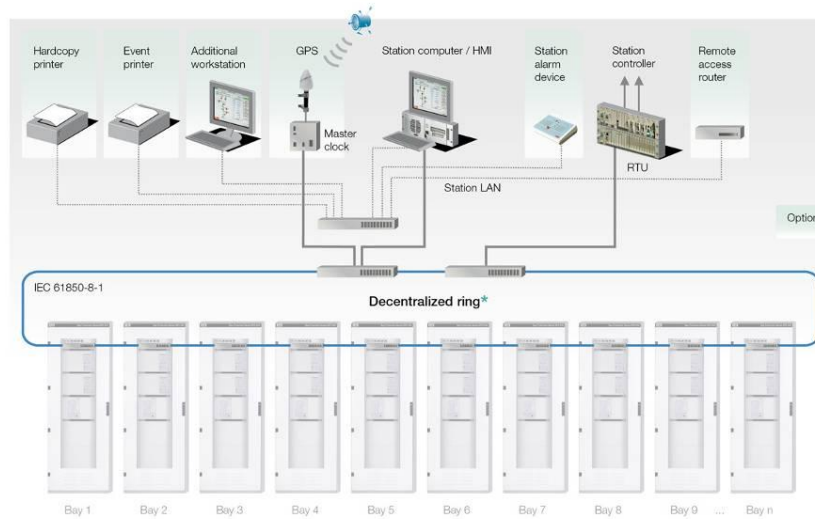 Hardcopy
printer
Event
printer
Additional
workstation
GPS
Master
clock
Station computer / HMI
Station
alarm
device
Station
controller
RTU
Remote
access
router
Station LAN
Option
IEC 61850-8-1
Decentralized ring*
Bay 1
Bay 2
Bay 3
Bay 4
Bay 5
Bay 6
Bay 7
Bay 8
Bay 9
...
Bay n